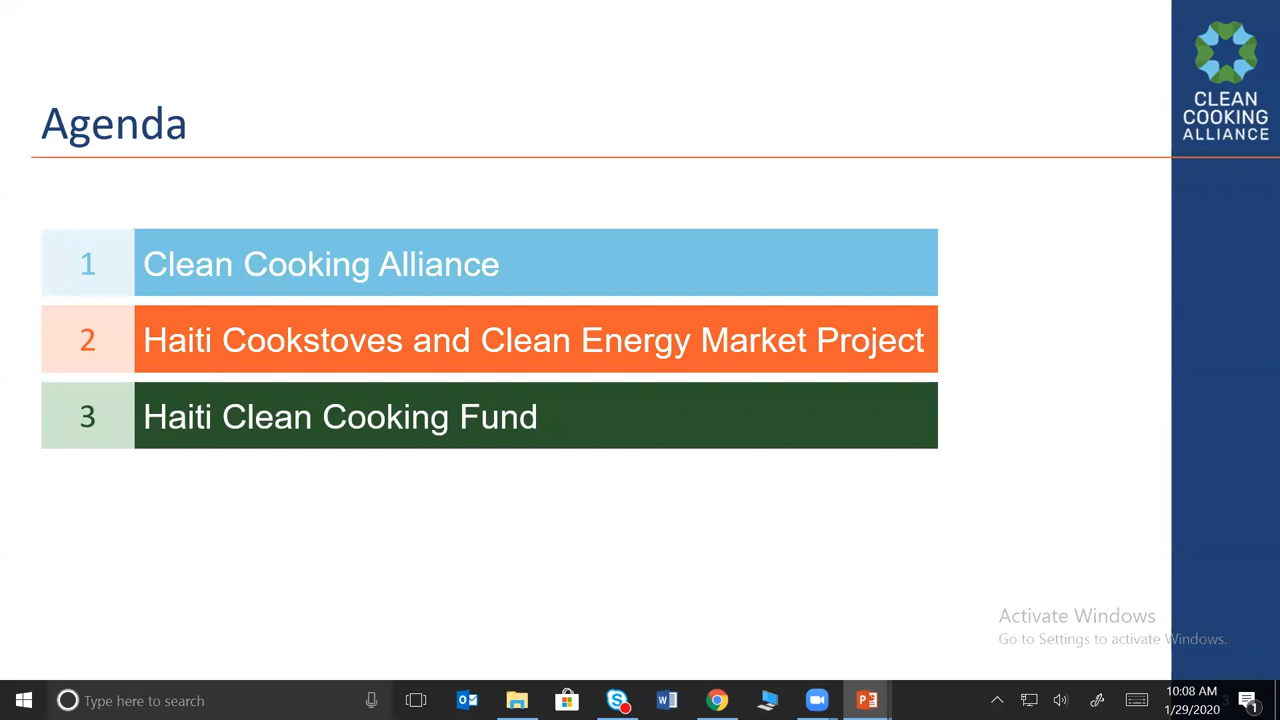 CLEAN
COOKING
ALLIANCE
Agenda
1 Clean Cooking Alliance
2 Haiti Cookstoves and Clean Energy Market Project
3 Haiti Clean Cooking Fund
Activate Windows
Go to Settings to activate Windows.
Type here to search
10:08 AM
1/29/2020
3
1